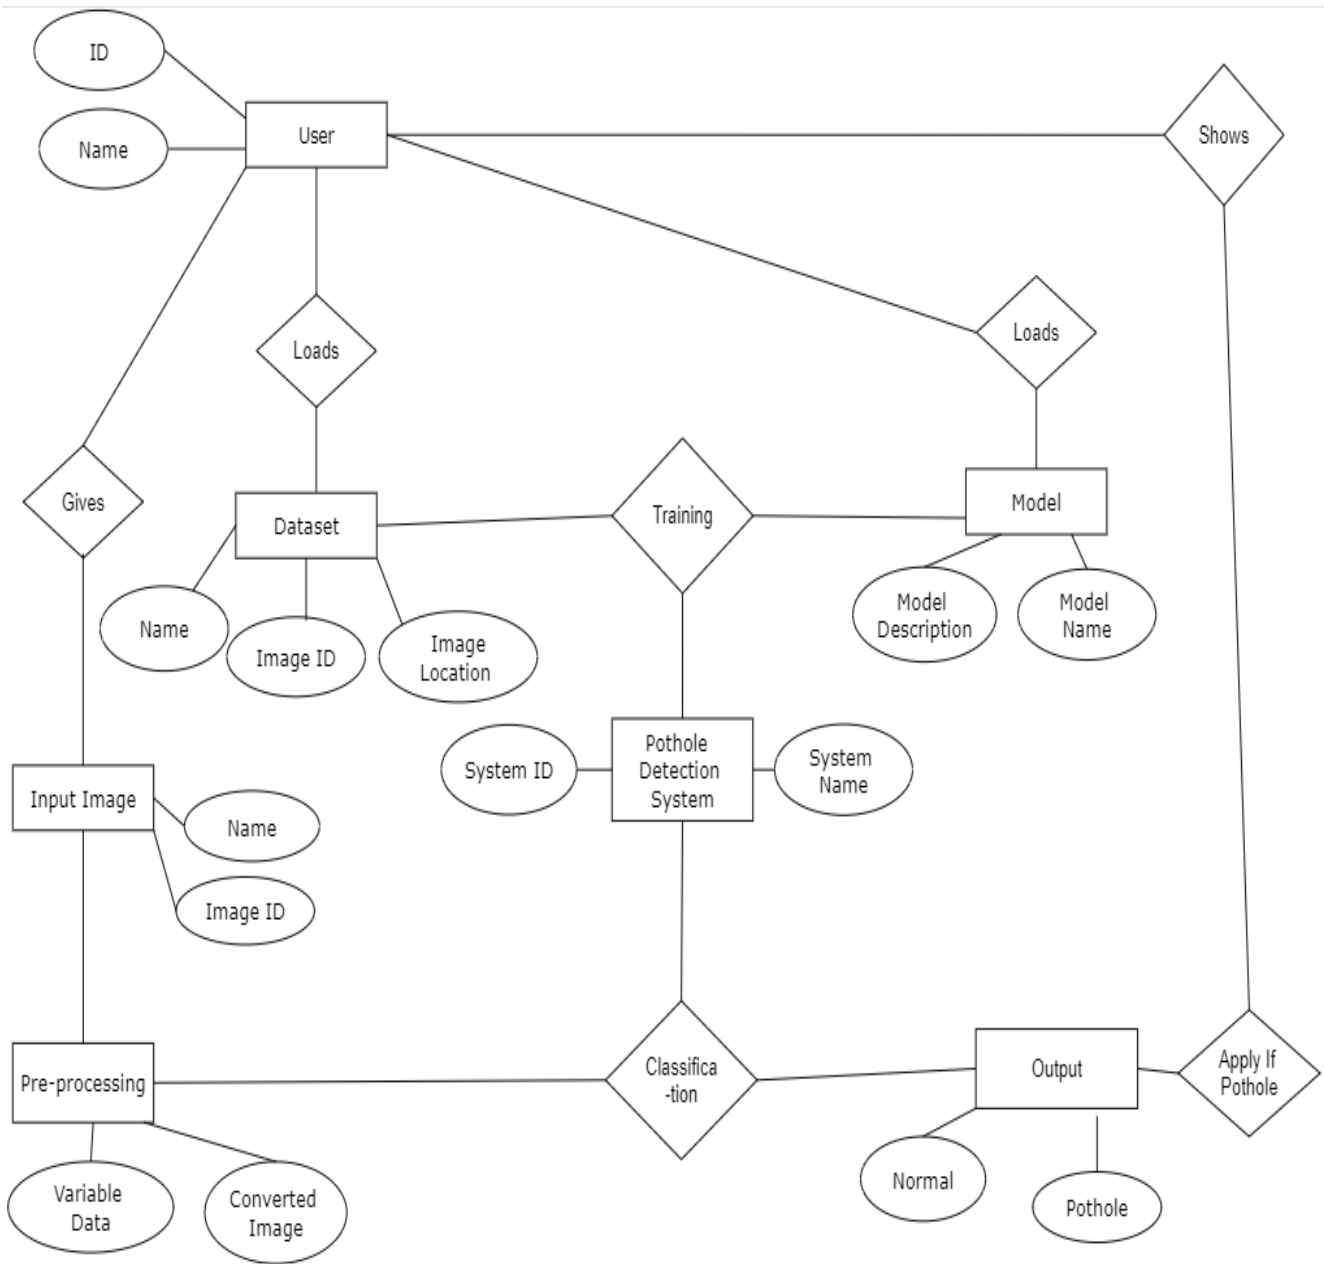 ID
Name
User
Shows
Loads
Loads
Gives
Dataset
Training
Model
Name
Image ID
Image
Location
Model
Description
Model
Name
System ID
Pothole
Detection
System
System
Name
Input Image
Name
Image ID
Pre-processing
Classifica
-tion
Output
Apply If
Pothole
Variable
Data
Converted
Image
Normal
Pothole